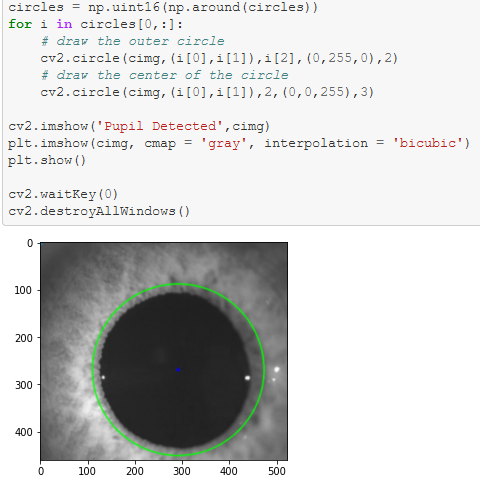 circles = np.uint16(np.around(circles))
for i in circles[0,:]:
    # draw the outer circle
    cv2.circle(cimg,(i[0],i[1]),i[2],(0,255,0),2)
    # draw the center of the circle
    cv2.circle(cimg,(i[0],i[1]),2,(0,0,255),3)
cv2.imshow('Pupil Detected',cimg)
plt.imshow(cimg, cmap = 'gray', interpolation = 'bicubic')
plt.show()
cv2.waitKey(0)
cv2.destroyAllWindows()
0
100
200
300
400
0 100 200 300 400 500